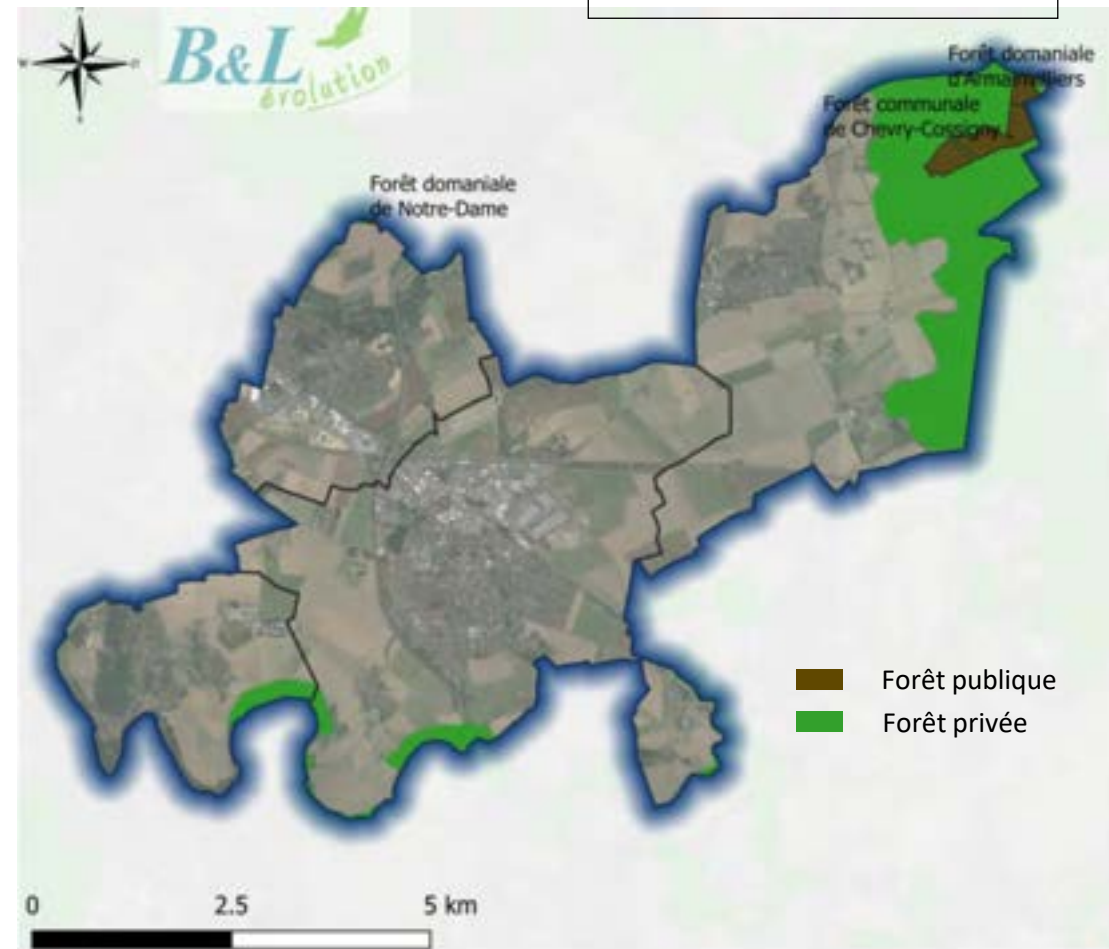 B&L
évolution
Forêt domaniale
d'Armainvilliers
Forêt communale
de Chevry-Cossigny
Forêt domaniale
de Notre-Dame
Forêt publique
Forêt privée
0 2.5 5 km